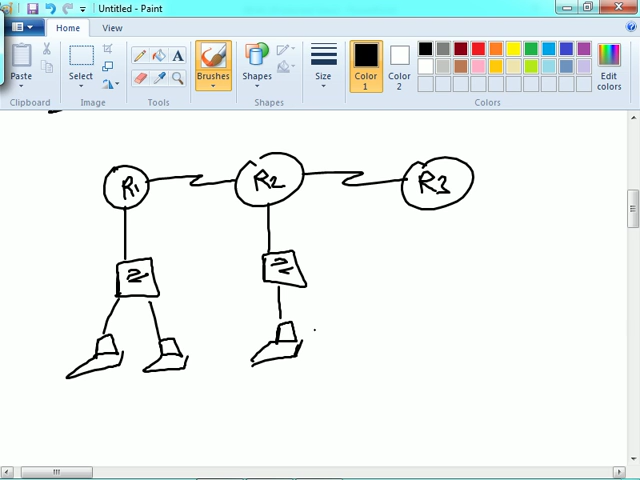 Untitled - Paint
Home View
Paste
Select
Brushes
Shapes
Size
Color 1
Color 2
Edit colors
Clipboard Image Tools Shapes Colors
R1 R2 R3